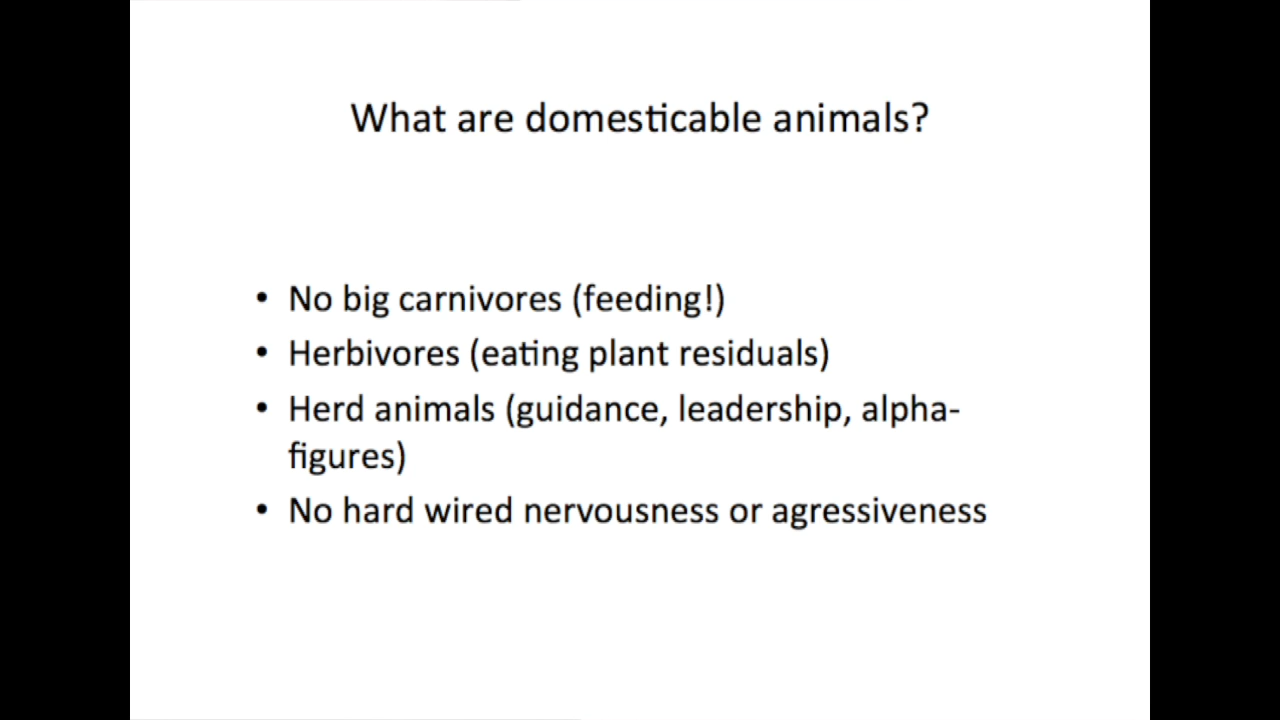 What are domesticable animals?
• No big carnivores (feeding!)
• Herbivores (eating plant residuals)
• Herd animals (guidance, leadership, alpha-
figures)
• No hard wired nervousness or agressiveness